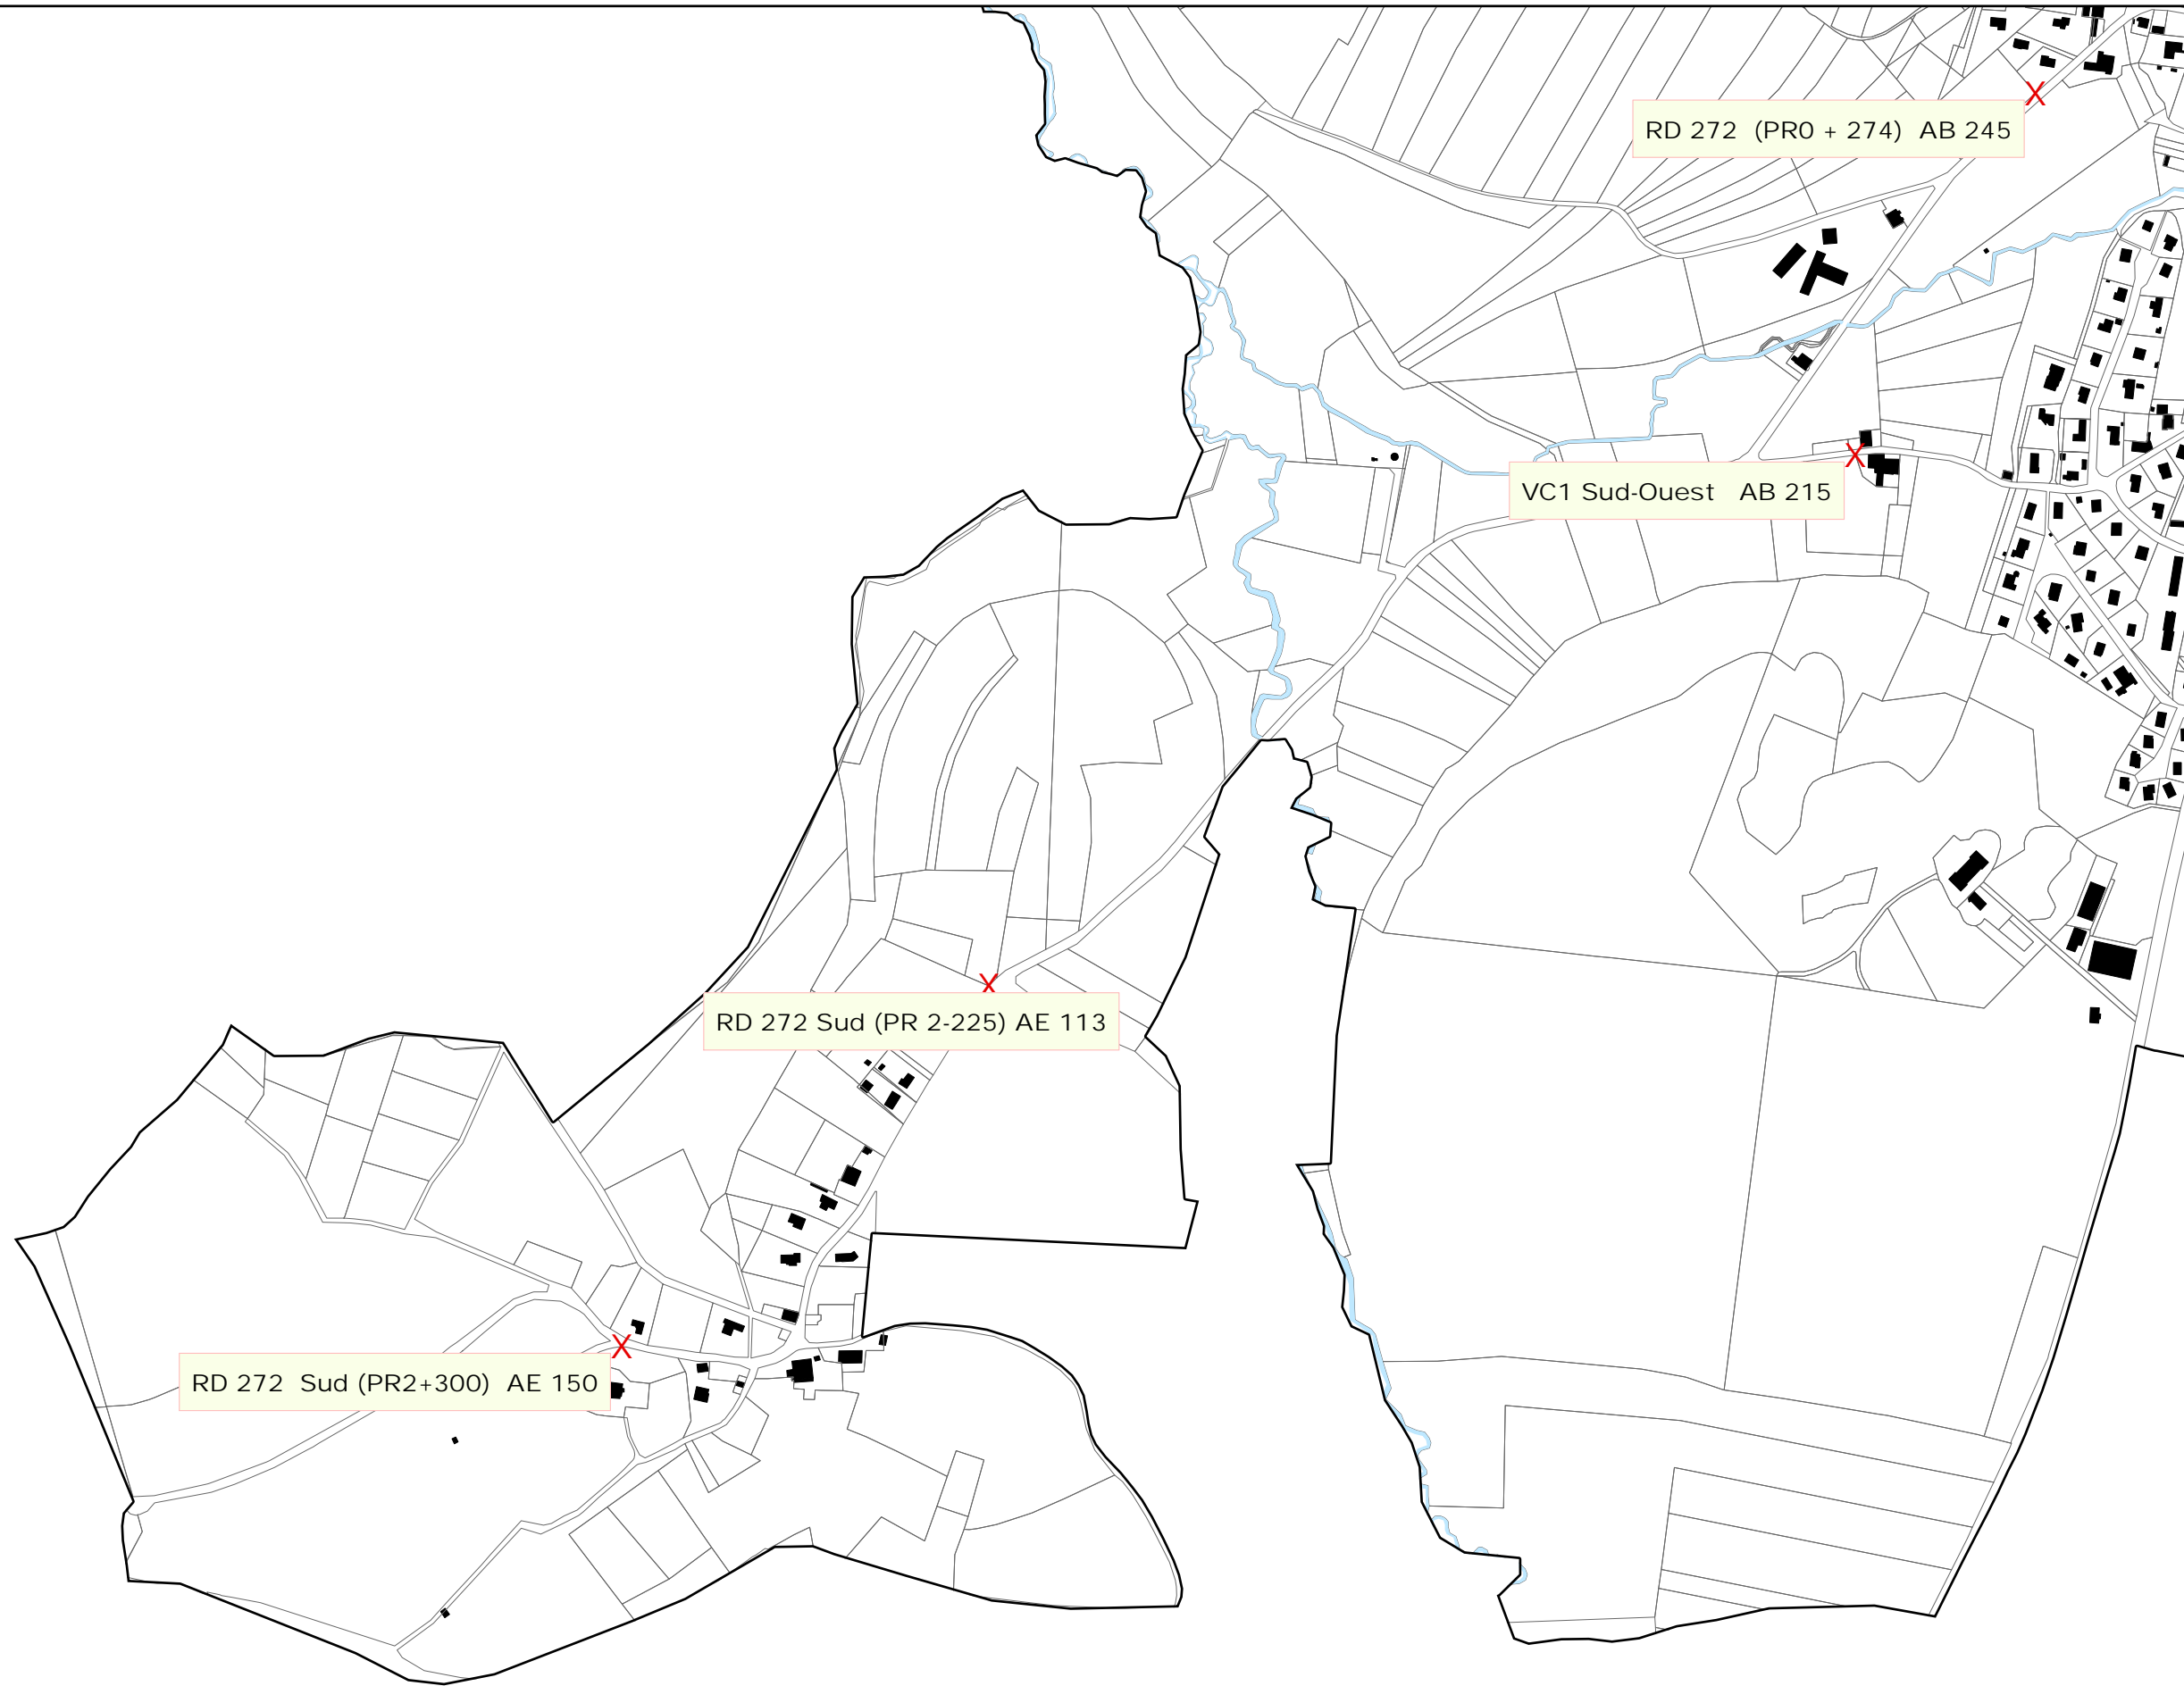 RD 272  (PR0 + 274)  AB 245
VC1 Sud-Ouest   AB 215
RD 272 Sud (PR 2-225) AE 113
RD 272  Sud (PR2+300)  AE 150